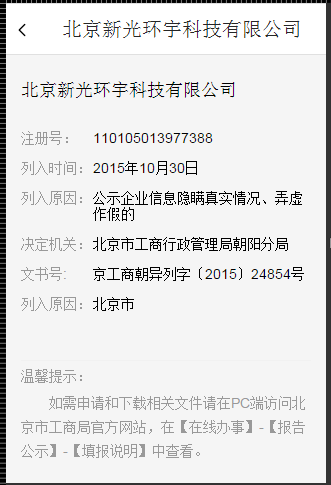 北京新光环宇科技有限公司
北京新光环宇科技有限公司
注册号： 110105013977388
列入时间：2015年10月30日
列入原因：公示企业信息隐瞒真实情况、弄虚
作假的
决定机关：北京市工商行政管理局朝阳分局
文书号: 京工商朝异列字〔2015〕24854号
列入原因：北京市
温馨提示：
如需申请和下载相关文件请在PC端访问北
京市工商局官方网站，在【在线办事】-【报告
公示】-【填报说明】中查看。